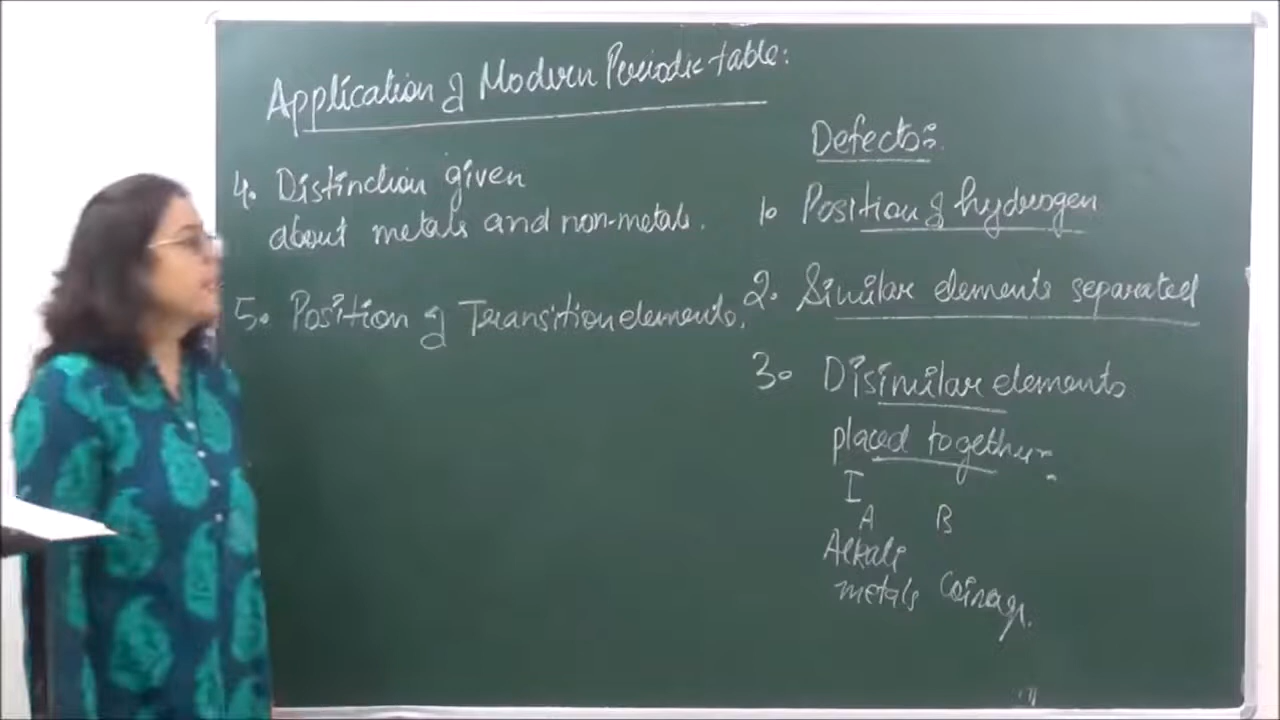 Application of Modern Periodic table:
4. Distinction given
about metals and non-metals.
5. Position of Transition elements.
Defects:
1. Position of hydrogen
2. Similar elements separated
3. Disimilar elements
placed together
I
A B
Alkali
metals Coinage.